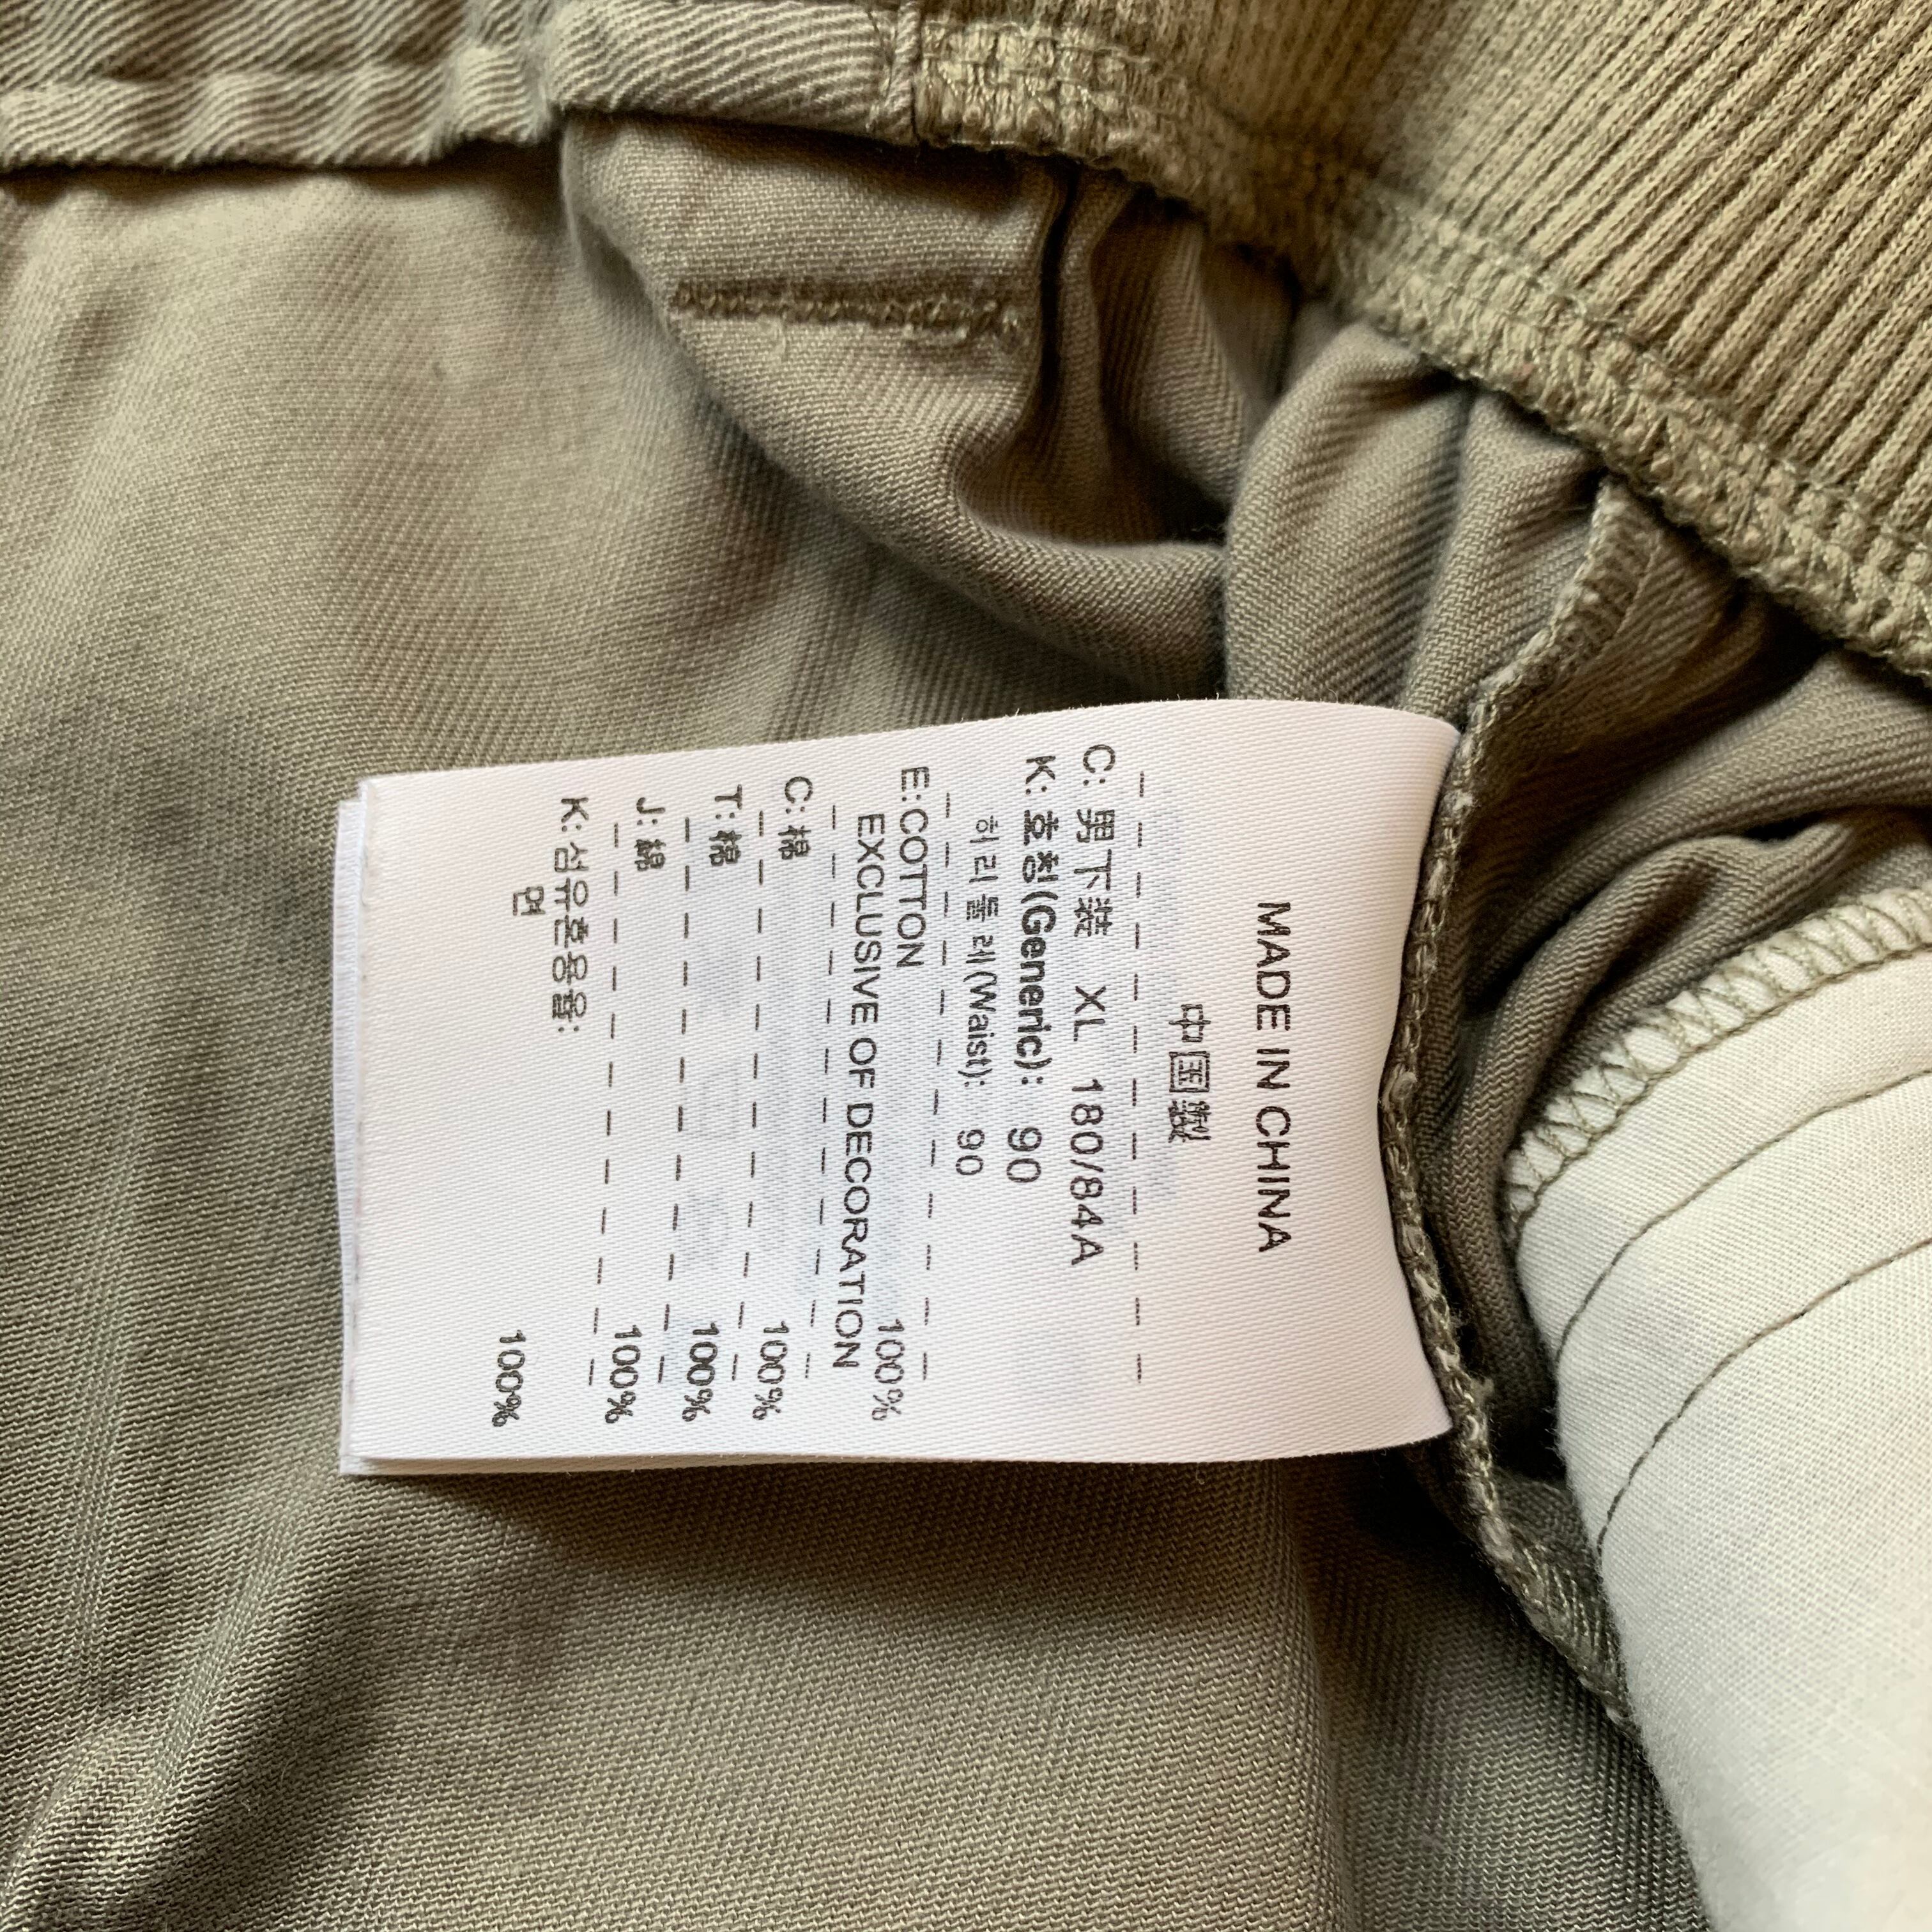 MADE IN CHINA
中国製
C: 男下装 XL 180/84A
K: 호칭(Generic): 90
허리둘레(Waist): 90
E:COTTON 100%
EXCLUSIVE OF DECORATION
C: 棉 100%
T: 棉 100%
J: 綿 100%
K: 섬유혼용율:
면 100%